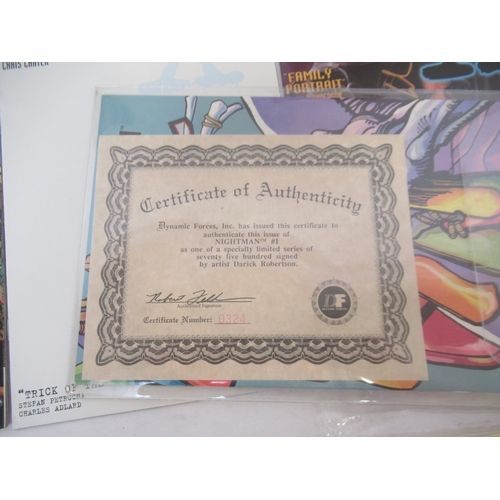 CHRIS CARTER
"FAMILY
PORTRAIT"
Certificate of Authenticity
Dynamic Forces, Inc. has issued this certificate to
authenticate this issue of
NIGHTMAN™ #1
as one of a specially limited series of
seventy five hundred signed
by artist Darick Robertson.
Authorized Signature
DF
Certificate Number: 0324
"TRICK OF
STEFAN PETRUCHA
CHARLES ADLARD